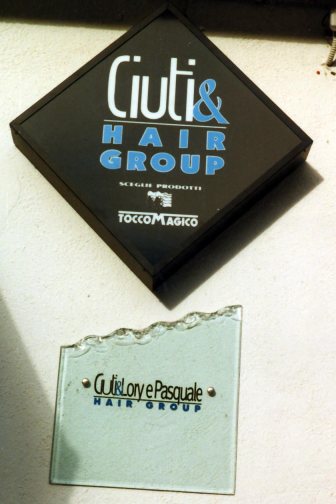 Ciuti&
HAIR
GROUP
SCEGLIE PRODOTTI
TOCCOMAGICO
Ciuti&Lory e Pasquale
HAIR GROUP